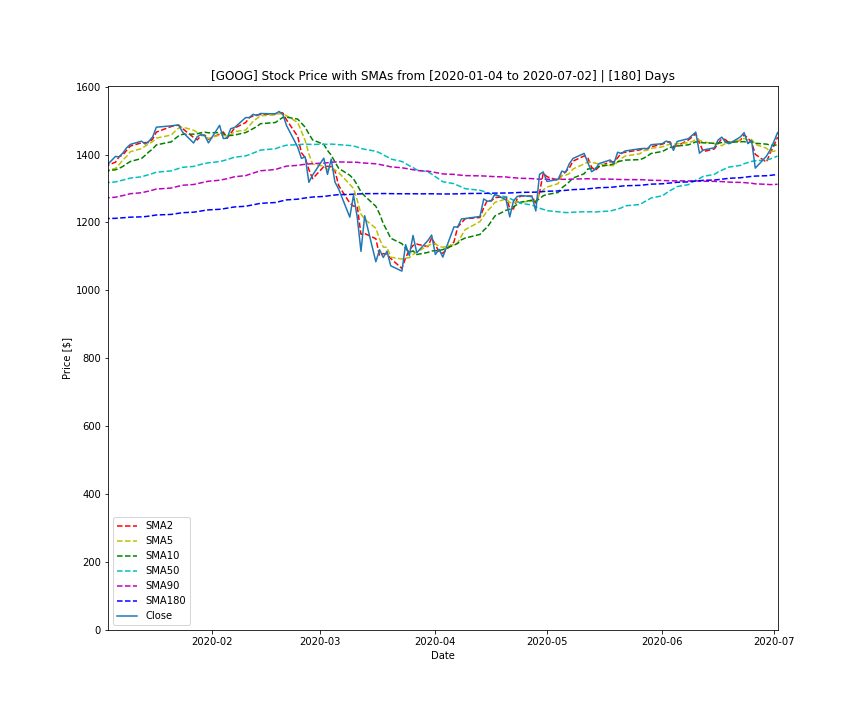 [GOOG] Stock Price with SMAs from [2020-01-04 to 2020-07-02] | [180] Days
1600
1400
1200
1000
800
600
400
200
0
Price [$]
SMA2
SMA5
SMA10
SMA50
SMA90
SMA180
Close
2020-02
2020-03
2020-04
2020-05
2020-06
2020-07
Date